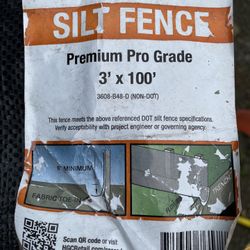 SILT FENCE
Premium Pro Grade
3' x 100'
3608-B48-D (NON-DOT)
This fence meets the above referenced DOT silt fence specifications.
Verify acceptability with project engineer or governing agency.
6" MINIMUM
FABRIC TOE IN
Scan QR code or visit